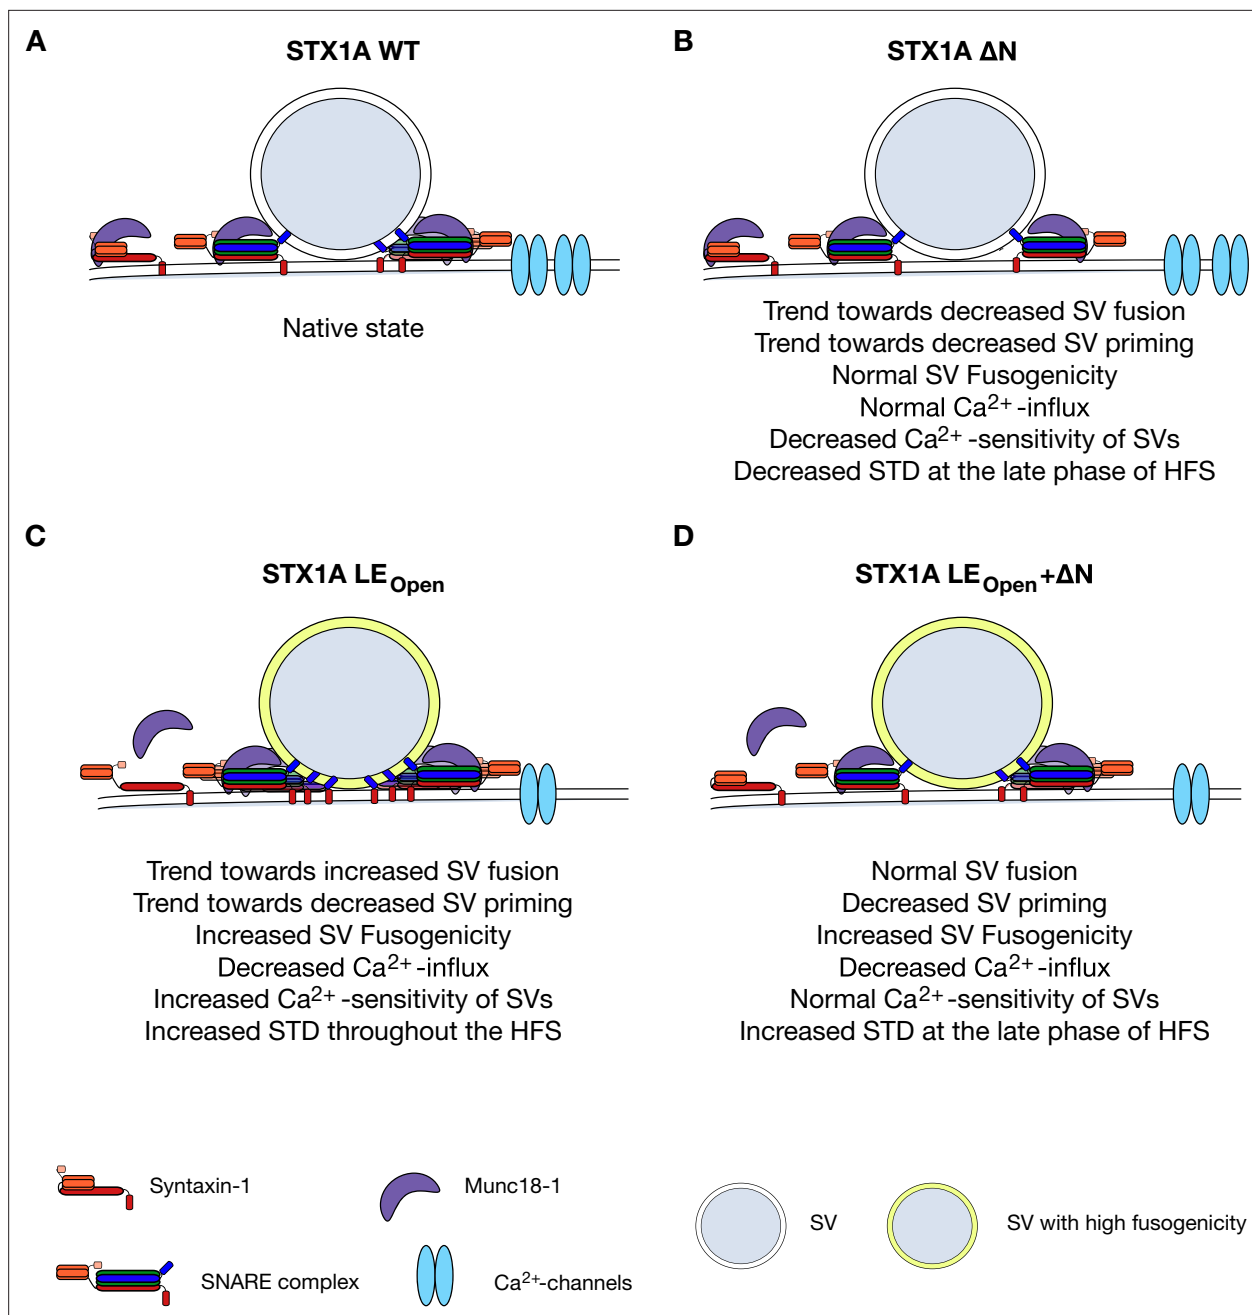 A
STX1A WT
Native state
B
STX1A ΔN
Trend towards decreased SV fusion
Trend towards decreased SV priming
Normal SV Fusogenicity
Normal Ca²⁺-influx
Decreased Ca²⁺-sensitivity of SVs
Decreased STD at the late phase of HFS
C
STX1A LE_Open
Trend towards increased SV fusion
Trend towards decreased SV priming
Increased SV Fusogenicity
Decreased Ca²⁺-influx
Increased Ca²⁺-sensitivity of SVs
Increased STD throughout the HFS
D
STX1A LE_Open+ΔN
Normal SV fusion
Decreased SV priming
Increased SV Fusogenicity
Decreased Ca²⁺-influx
Normal Ca²⁺-sensitivity of SVs
Increased STD at the late phase of HFS
Syntaxin-1
Munc18-1
SV
SV with high fusogenicity
SNARE complex
Ca²⁺-channels